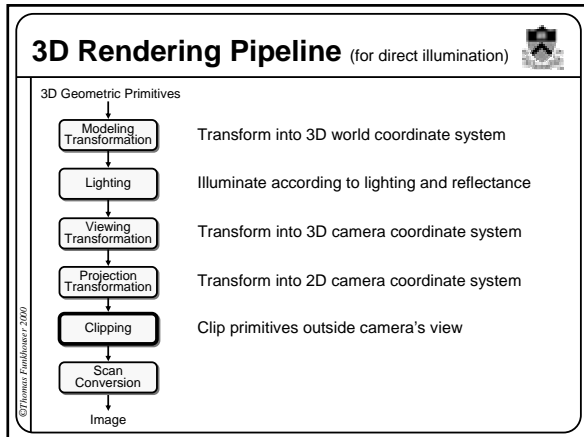 3D Rendering Pipeline (for direct illumination)
3D Geometric Primitives
Modeling
Transformation
Transform into 3D world coordinate system
Lighting
Illuminate according to lighting and reflectance
Viewing
Transformation
Transform into 3D camera coordinate system
Projection
Transformation
Transform into 2D camera coordinate system
Clipping
Clip primitives outside camera's view
Scan
Conversion
Image
©Thomas Funkhouser 2000